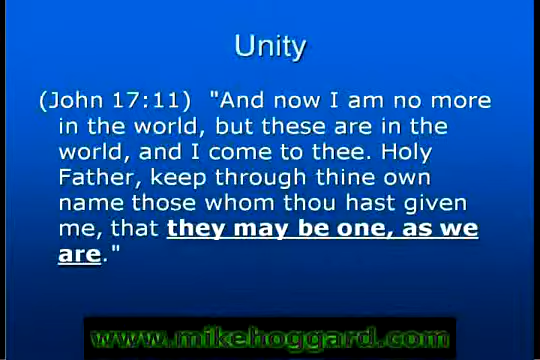 Unity
(John 17:11) "And now I am no more
in the world, but these are in the
world, and I come to thee. Holy
Father, keep through thine own
name those whom thou hast given
me, that they may be one, as we
are."
www.mikehoggard.com